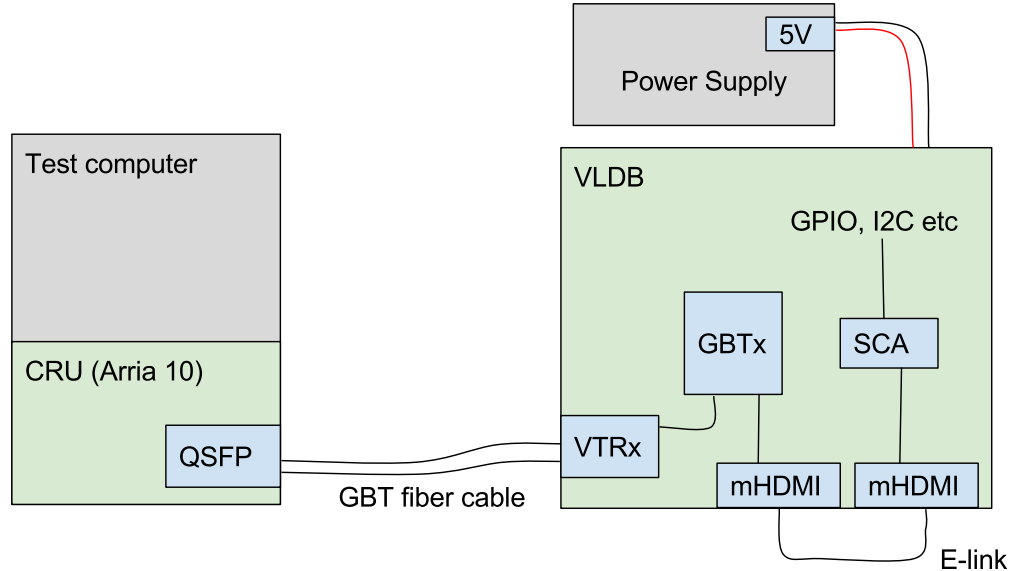 5V
Power Supply
Test computer
VLDB
GPIO, I2C etc
GBTx
SCA
CRU (Arria 10)
QSFP
VTRx
GBT fiber cable
mHDMI
mHDMI
E-link